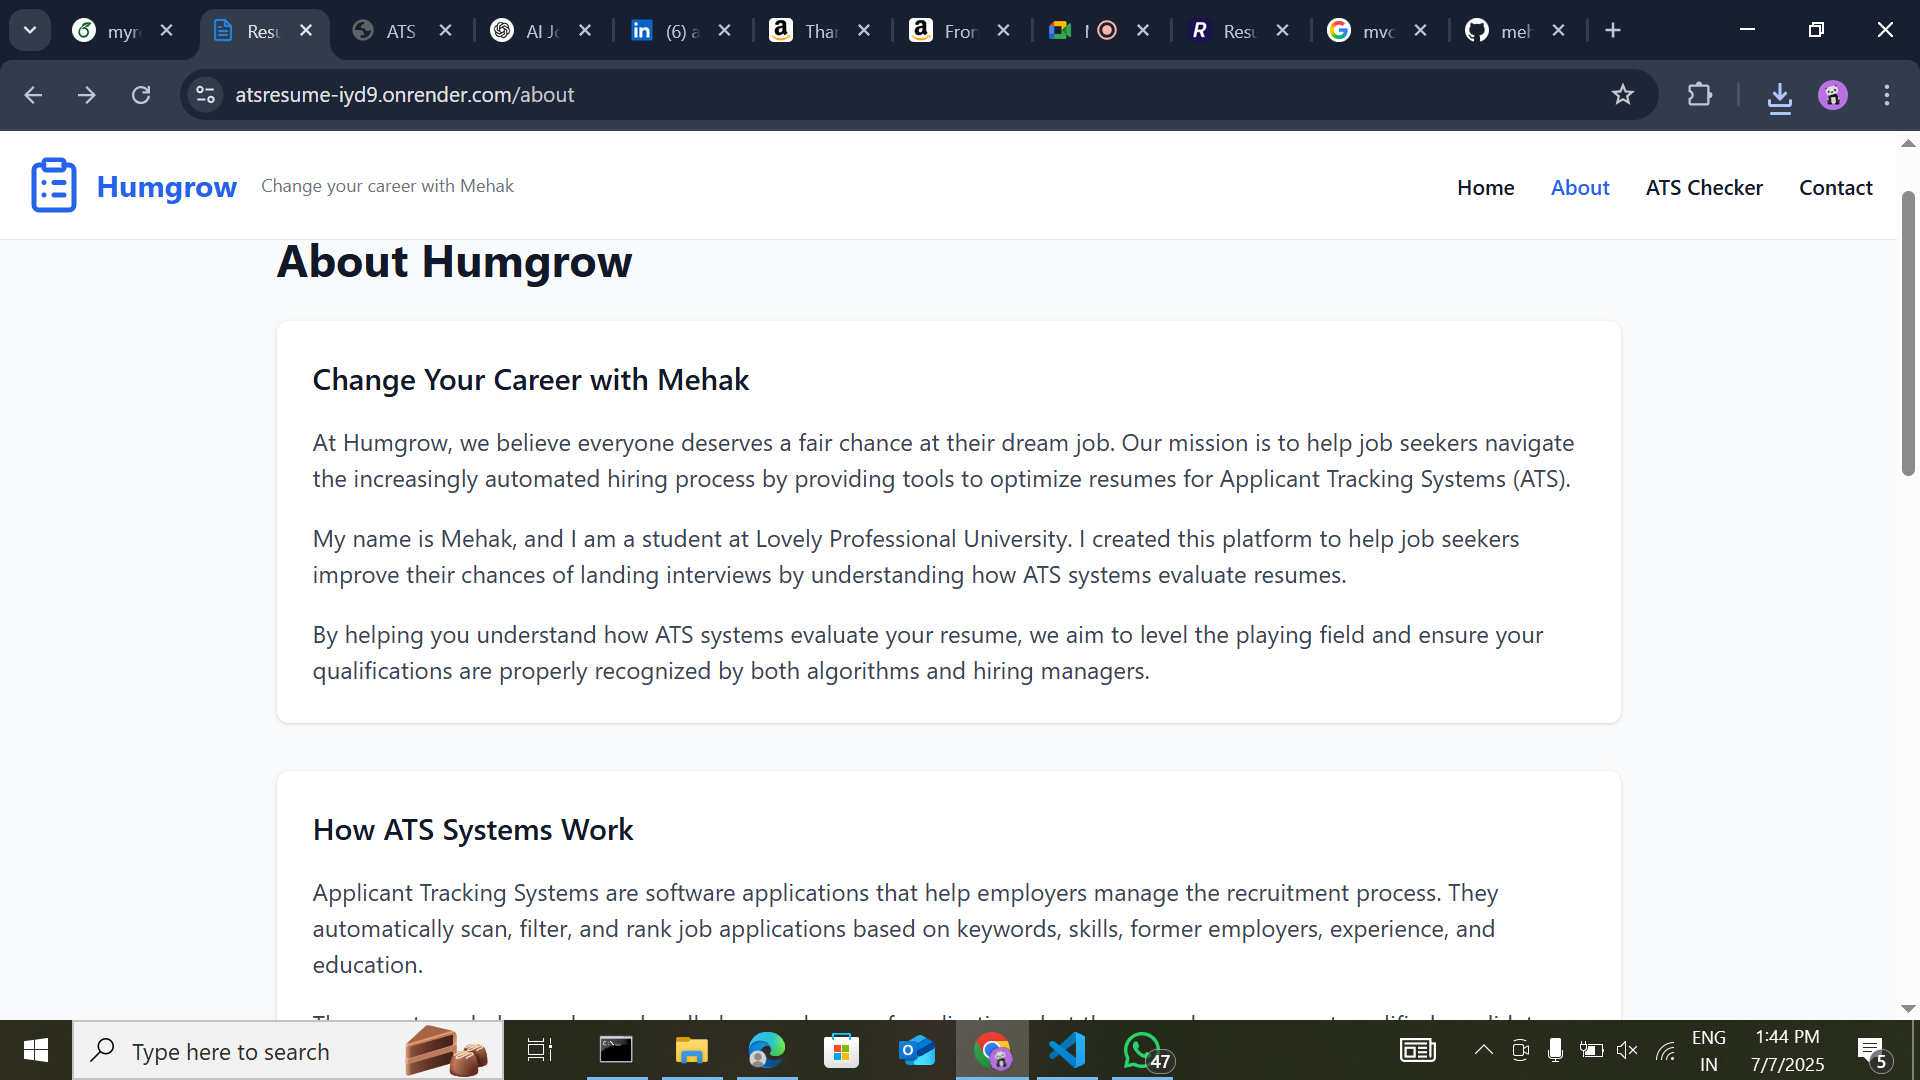 Resu
ATS
AI Jo
(6) a
Thar
Fron
Resu
mvc
meh
atsresume-iyd9.onrender.com/about
Humgrow
Change your career with Mehak
Home
About
ATS Checker
Contact
About Humgrow
Change Your Career with Mehak
At Humgrow, we believe everyone deserves a fair chance at their dream job. Our mission is to help job seekers navigate
the increasingly automated hiring process by providing tools to optimize resumes for Applicant Tracking Systems (ATS).
My name is Mehak, and I am a student at Lovely Professional University. I created this platform to help job seekers
improve their chances of landing interviews by understanding how ATS systems evaluate resumes.
By helping you understand how ATS systems evaluate your resume, we aim to level the playing field and ensure your
qualifications are properly recognized by both algorithms and hiring managers.
How ATS Systems Work
Applicant Tracking Systems are software applications that help employers manage the recruitment process. They
automatically scan, filter, and rank job applications based on keywords, skills, former employers, experience, and
education.
Type here to search
47
ENG
IN
1:44 PM
7/7/2025
5